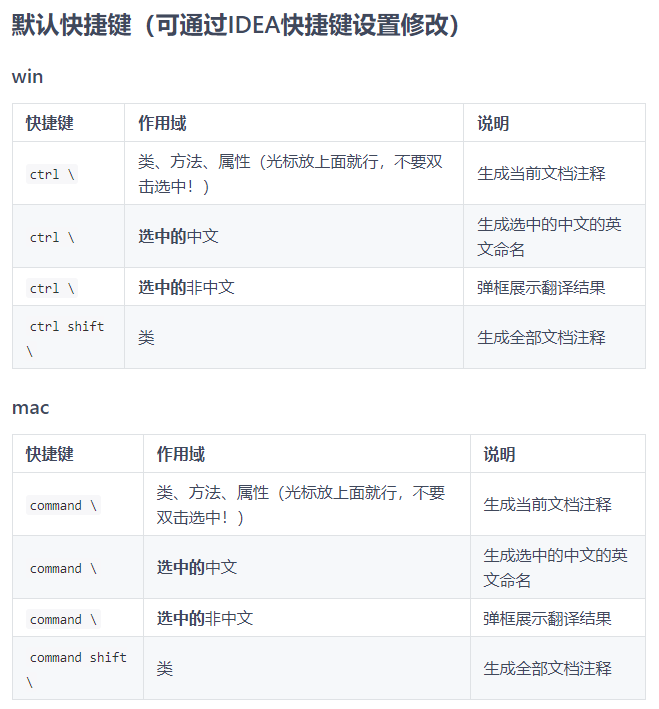 默认快捷键（可通过IDEA快捷键设置修改）
win
快捷键 作用域 说明
ctrl \ 类、方法、属性（光标放上面就行，不要双
击选中！） 生成当前文档注释
ctrl \ 选中的中文 生成选中的中文的英
文命名
ctrl \ 选中的非中文 弹框展示翻译结果
ctrl shift
\ 类 生成全部文档注释
mac
快捷键 作用域 说明
command \ 类、方法、属性（光标放上面就行，不要
双击选中！） 生成当前文档注释
command \ 选中的中文 生成选中的中文的英
文命名
command \ 选中的非中文 弹框展示翻译结果
command shift
\ 类 生成全部文档注释